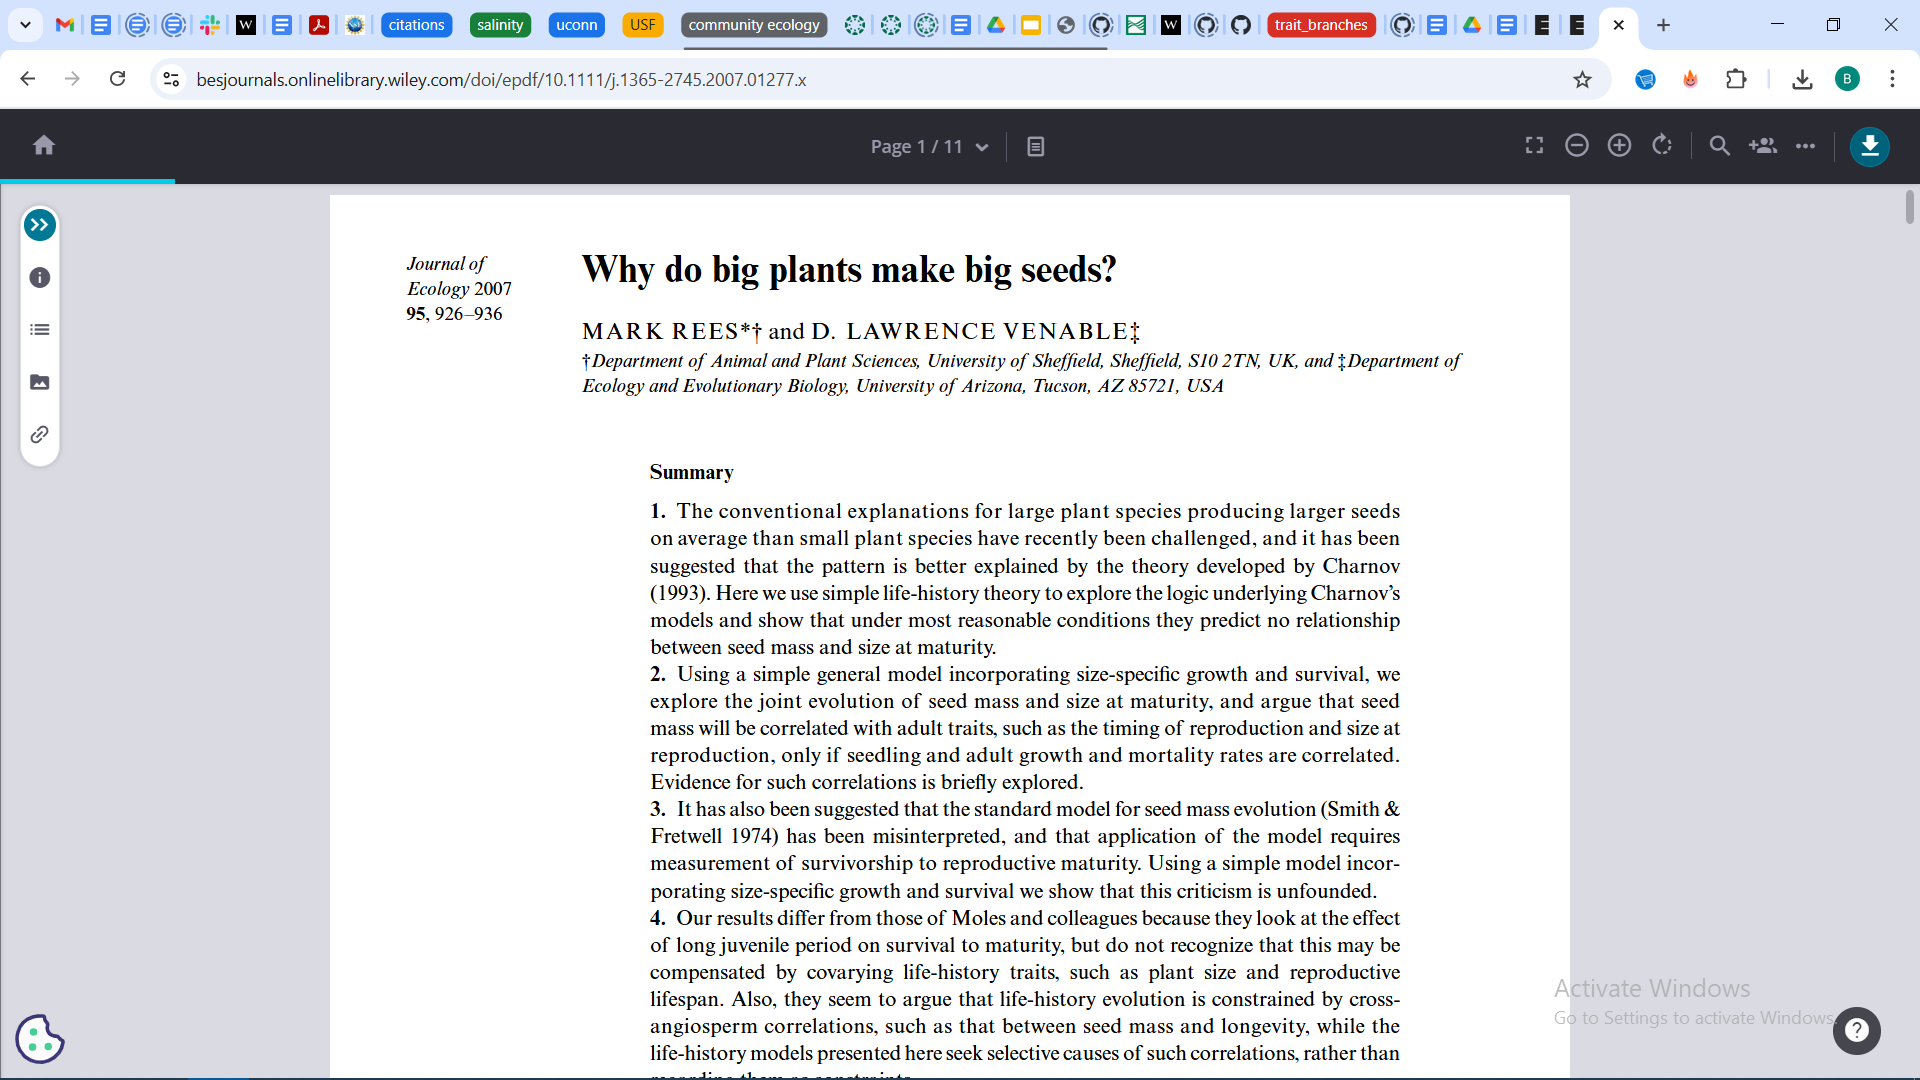 citations
salinity
uconn
USF
community ecology
trait_branches
besjournals.onlinelibrary.wiley.com/doi/epdf/10.1111/j.1365-2745.2007.01277.x
B
Page 1 / 11
Journal of
Ecology 2007
95, 926–936
Why do big plants make big seeds?
MARK REES*† and D. LAWRENCE VENABLE‡
†Department of Animal and Plant Sciences, University of Sheffield, Sheffield, S10 2TN, UK, and ‡Department of
Ecology and Evolutionary Biology, University of Arizona, Tucson, AZ 85721, USA
Summary
1. The conventional explanations for large plant species producing larger seeds
on average than small plant species have recently been challenged, and it has been
suggested that the pattern is better explained by the theory developed by Charnov
(1993). Here we use simple life-history theory to explore the logic underlying Charnov’s
models and show that under most reasonable conditions they predict no relationship
between seed mass and size at maturity.
2. Using a simple general model incorporating size-specific growth and survival, we
explore the joint evolution of seed mass and size at maturity, and argue that seed
mass will be correlated with adult traits, such as the timing of reproduction and size at
reproduction, only if seedling and adult growth and mortality rates are correlated.
Evidence for such correlations is briefly explored.
3. It has also been suggested that the standard model for seed mass evolution (Smith &
Fretwell 1974) has been misinterpreted, and that application of the model requires
measurement of survivorship to reproductive maturity. Using a simple model incor-
porating size-specific growth and survival we show that this criticism is unfounded.
4. Our results differ from those of Moles and colleagues because they look at the effect
of long juvenile period on survival to maturity, but do not recognize that this may be
compensated by covarying life-history traits, such as plant size and reproductive
lifespan. Also, they seem to argue that life-history evolution is constrained by cross-
angiosperm correlations, such as that between seed mass and longevity, while the
life-history models presented here seek selective causes of such correlations, rather than
Activate Windows
Go to Settings to activate Windows.